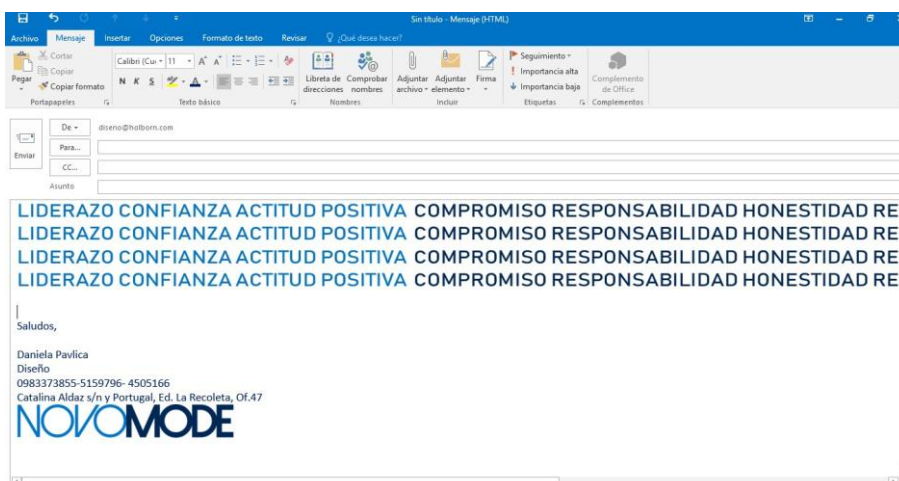 Sin título - Mensaje (HTML)
Archivo Mensaje Insertar Opciones Formato de texto Revisar ¿Qué desea hacer?
Pegar
Cortar
Copiar
Copiar formato
Portapapeles
Calibri (Cu 11
N K S
Texto básico
Libreta de direcciones
Comprobar nombres
Nombres
Adjuntar archivo
Adjuntar elemento
Firma
Incluir
Seguimiento
Importancia alta
Importancia baja
Etiquetas
Complemento de Office
Complementos
Enviar
De
diseno@holborn.com
Para...
CC...
Asunto
LIDERAZO CONFIANZA ACTITUD POSITIVA COMPROMISO RESPONSABILIDAD HONESTIDAD RE
LIDERAZO CONFIANZA ACTITUD POSITIVA COMPROMISO RESPONSABILIDAD HONESTIDAD RE
LIDERAZO CONFIANZA ACTITUD POSITIVA COMPROMISO RESPONSABILIDAD HONESTIDAD RE
LIDERAZO CONFIANZA ACTITUD POSITIVA COMPROMISO RESPONSABILIDAD HONESTIDAD RE
Saludos,
Daniela Pavlica
Diseño
0983373855-5159796- 4505166
Catalina Aldaz s/n y Portugal, Ed. La Recoleta, Of.47
NOVOMODE